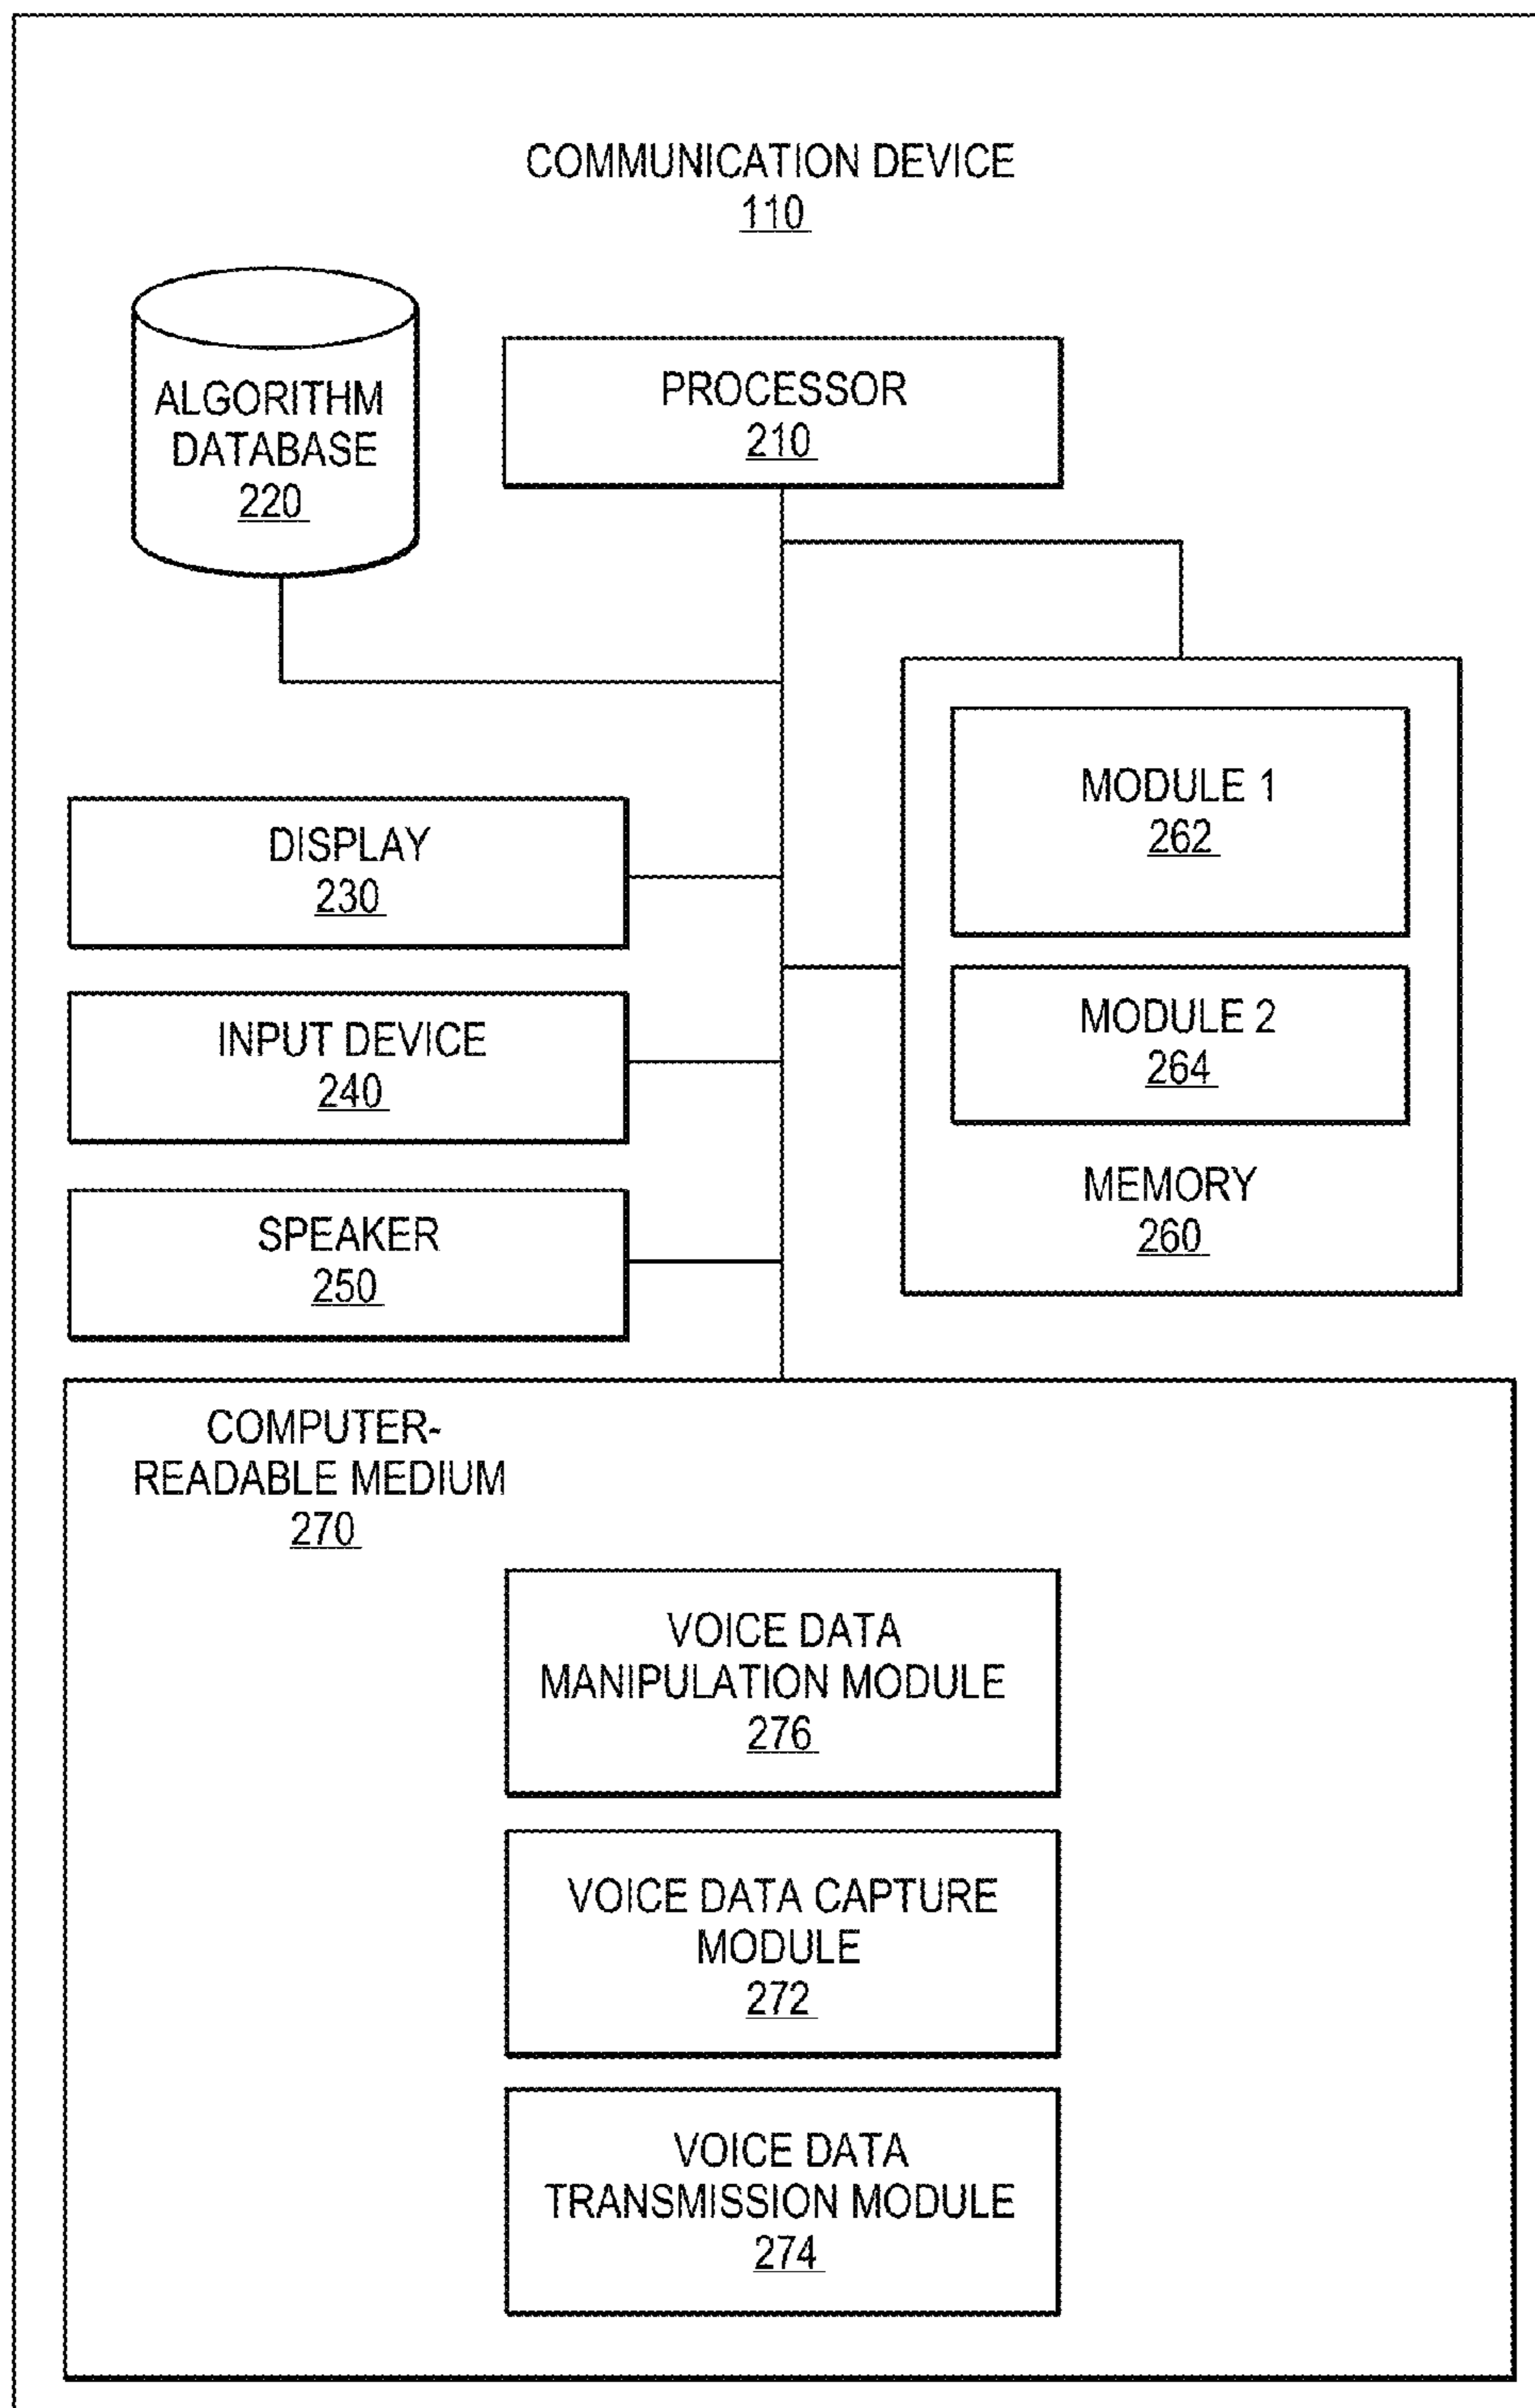 COMMUNICATION DEVICE
110
ALGORITHM
DATABASE
220
PROCESSOR
210
MODULE 1
262
DISPLAY
230
MODULE 2
264
INPUT DEVICE
240
MEMORY
260
SPEAKER
250
COMPUTER-
READABLE MEDIUM
270
VOICE DATA
MANIPULATION MODULE
276
VOICE DATA CAPTURE
MODULE
272
VOICE DATA
TRANSMISSION MODULE
274